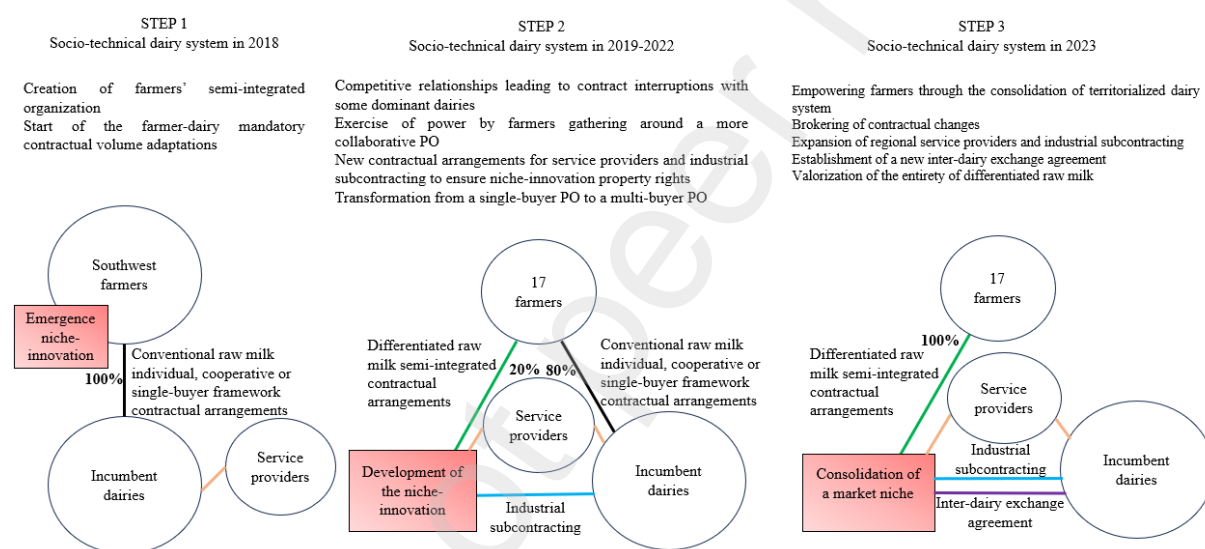 STEP 1
Socio-technical dairy system in 2018
Creation of farmers' semi-integrated
organization
Start of the farmer-dairy mandatory
contractual volume adaptations
Southwest
farmers
Emergence
niche-
innovation
100%
Conventional raw milk
individual, cooperative or
single-buyer framework
contractual arrangements
Incumbent
dairies
Service
providers
STEP 2
Socio-technical dairy system in 2019-2022
Competitive relationships leading to contract interruptions with
some dominant dairies
Exercise of power by farmers gathering around a more
collaborative PO
New contractual arrangements for service providers and industrial
subcontracting to ensure niche-innovation property rights
Transformation from a single-buyer PO to a multi-buyer PO
17
farmers
Differentiated raw
milk semi-integrated
contractual
arrangements
20% 80%
Conventional raw milk
individual, cooperative or
single-buyer framework
contractual arrangements
Service
providers
Development of
the niche-
innovation
Industrial
subcontracting
Incumbent
dairies
STEP 3
Socio-technical dairy system in 2023
Empowering farmers through the consolidation of territorialized dairy
system
Brokering of contractual changes
Expansion of regional service providers and industrial subcontracting
Establishment of a new inter-dairy exchange agreement
Valorization of the entirety of differentiated raw milk
17
farmers
100%
Differentiated raw
milk semi-integrated
contractual
arrangements
Service
providers
Industrial
subcontracting
Consolidation of
a market niche
Inter-dairy exchange
agreement
Incumbent
dairies
ot peer r